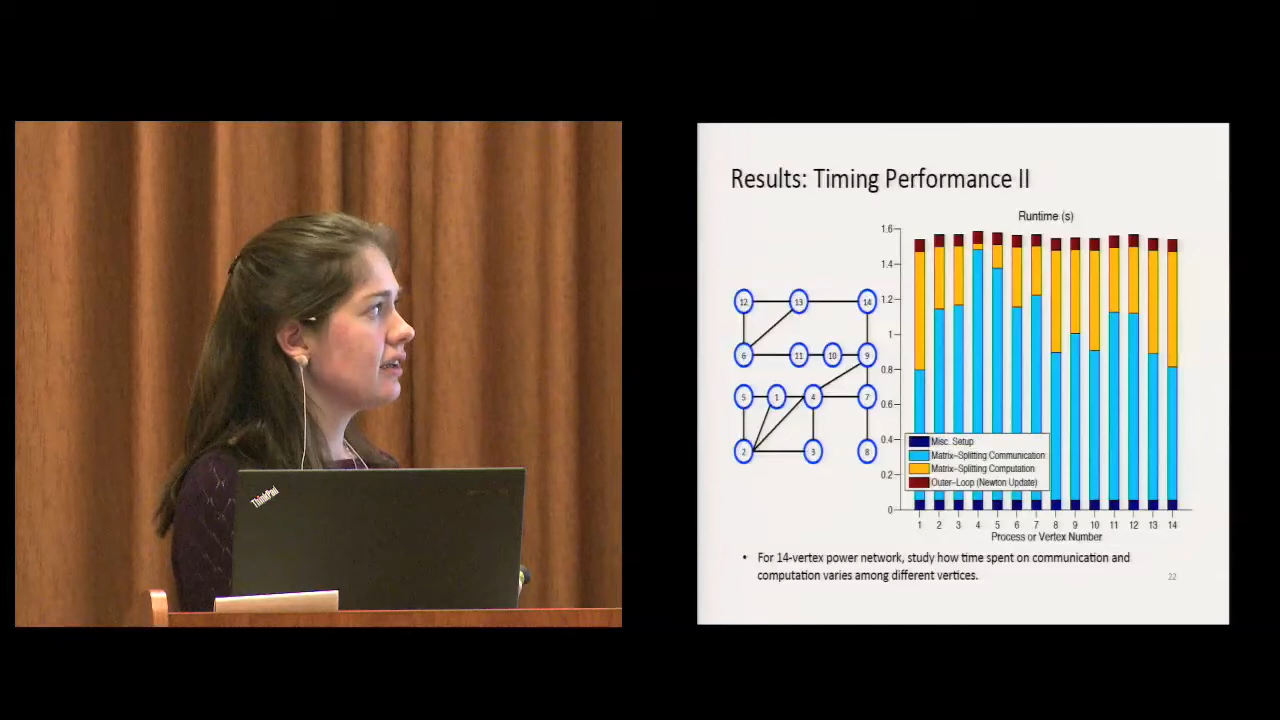 ThinkPad
Results: Timing Performance II
Runtime (s)
1.6
1.4
1.2
1
0.8
0.6
0.4
0.2
0
12 13 14
6 11 10 9
5 1 4 7
2 3 8
Misc. Setup
Matrix-Splitting Communication
Matrix-Splitting Computation
Outer-Loop (Newton Update)
1 2 3 4 5 6 7 8 9 10 11 12 13 14
Process or Vertex Number
• For 14-vertex power network, study how time spent on communication and
computation varies among different vertices.
22